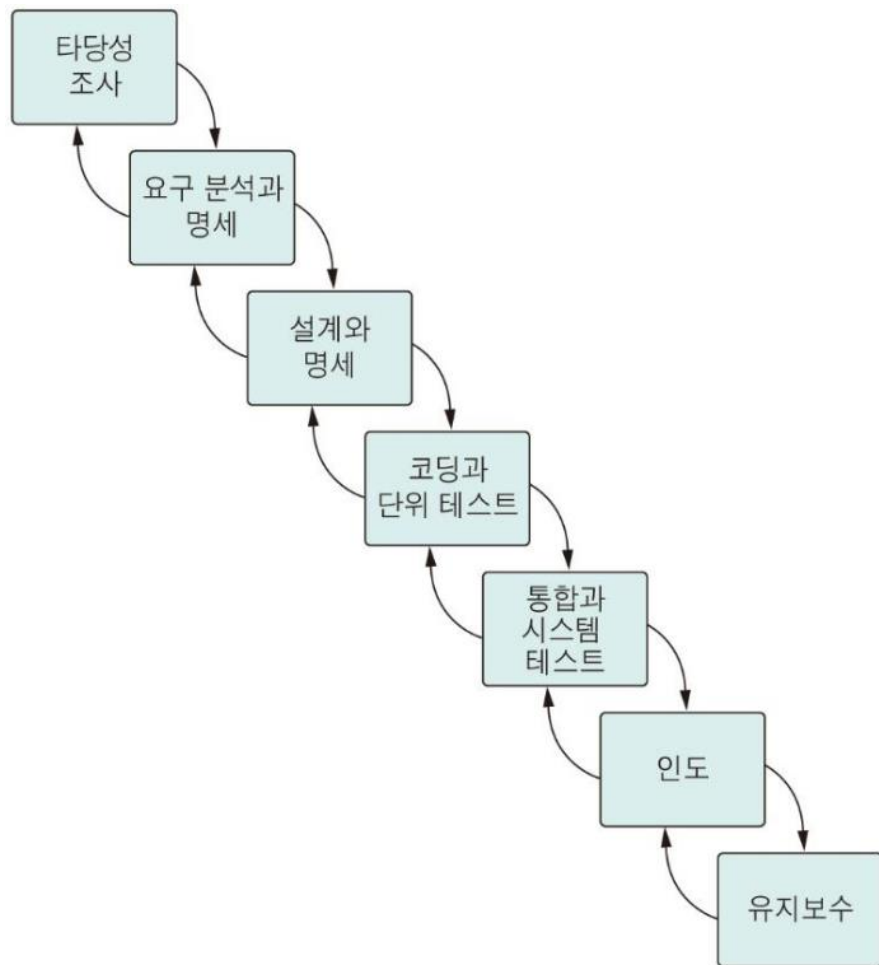 타당성
조사
요구 분석과
명세
설계와
명세
코딩과
단위 테스트
통합과
시스템
테스트
인도
유지보수